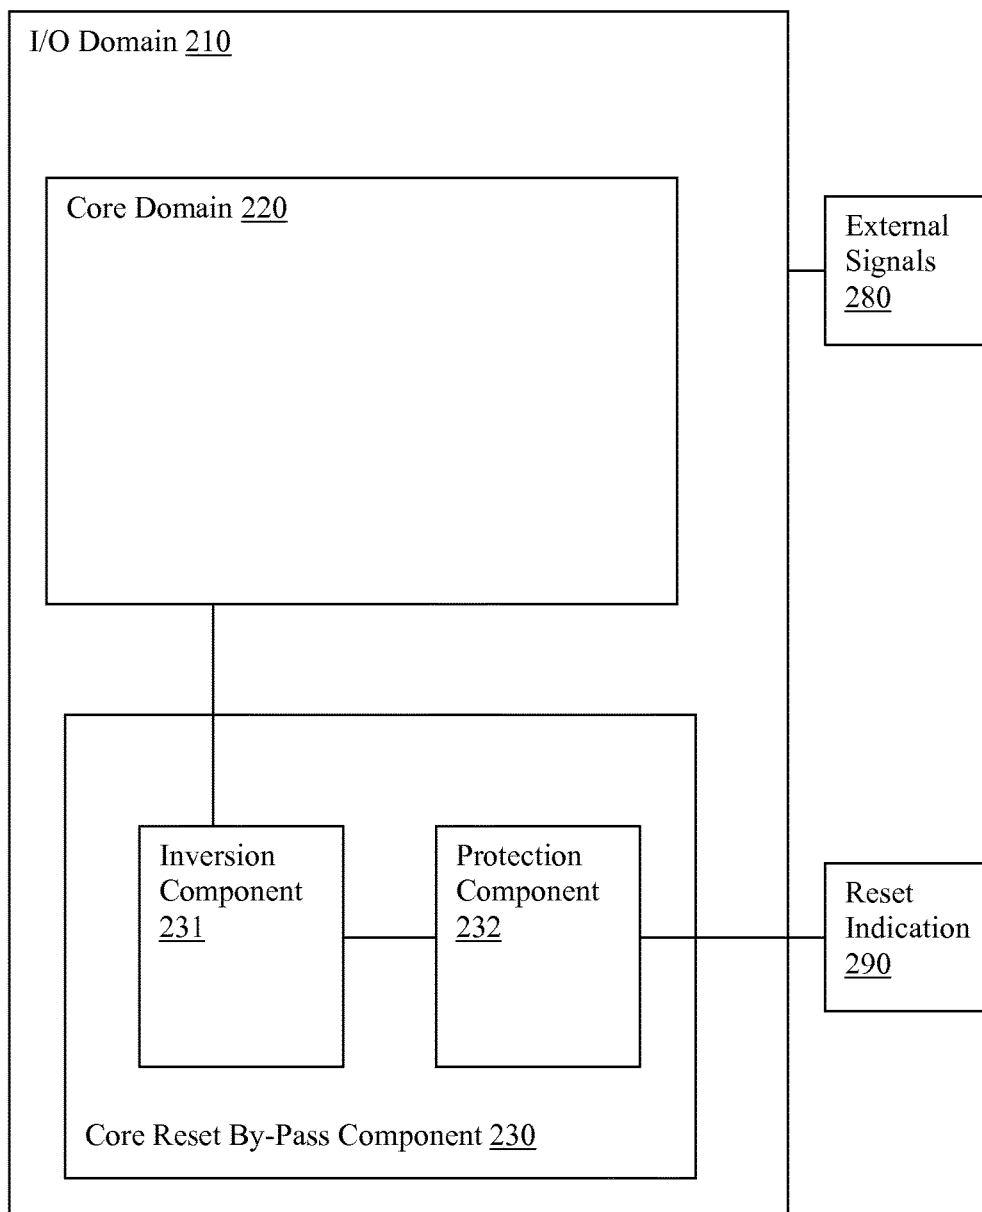 I/O Domain 210
Core Domain 220
External
Signals
280
Inversion
Component
231
Protection
Component
232
Reset
Indication
290
Core Reset By-Pass Component 230